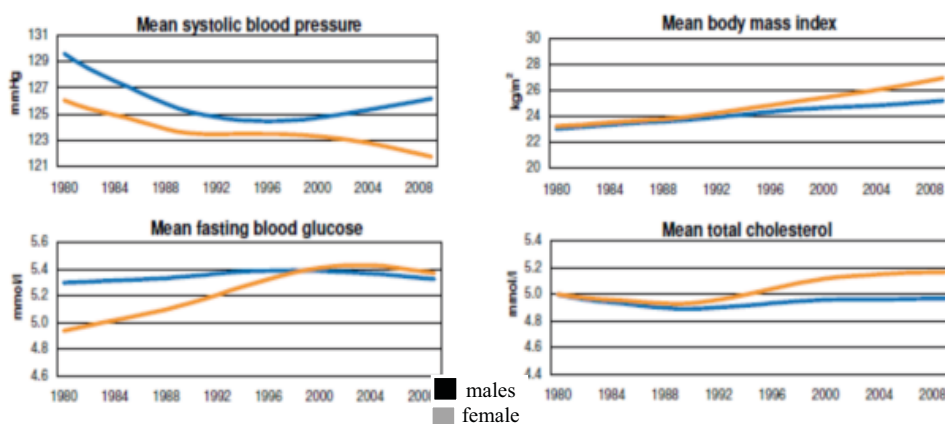 Mean systolic blood pressure
mmHg
131
129
127
125
123
121
1980 1984 1988 1992 1996 2000 2004 2008
Mean body mass index
kg/m²
30
28
26
24
22
20
1980 1984 1988 1992 1996 2000 2004 2008
Mean fasting blood glucose
mmol/l
5.6
5.4
5.2
5.0
4.8
4.6
1980 1984 1988 1992 1996 2000 2004 2008
Mean total cholesterol
mmol/l
5.4
5.2
5.0
4.8
4.6
4.4
1980 1984 1988 1992 1996 2000 2004 2008
males
female